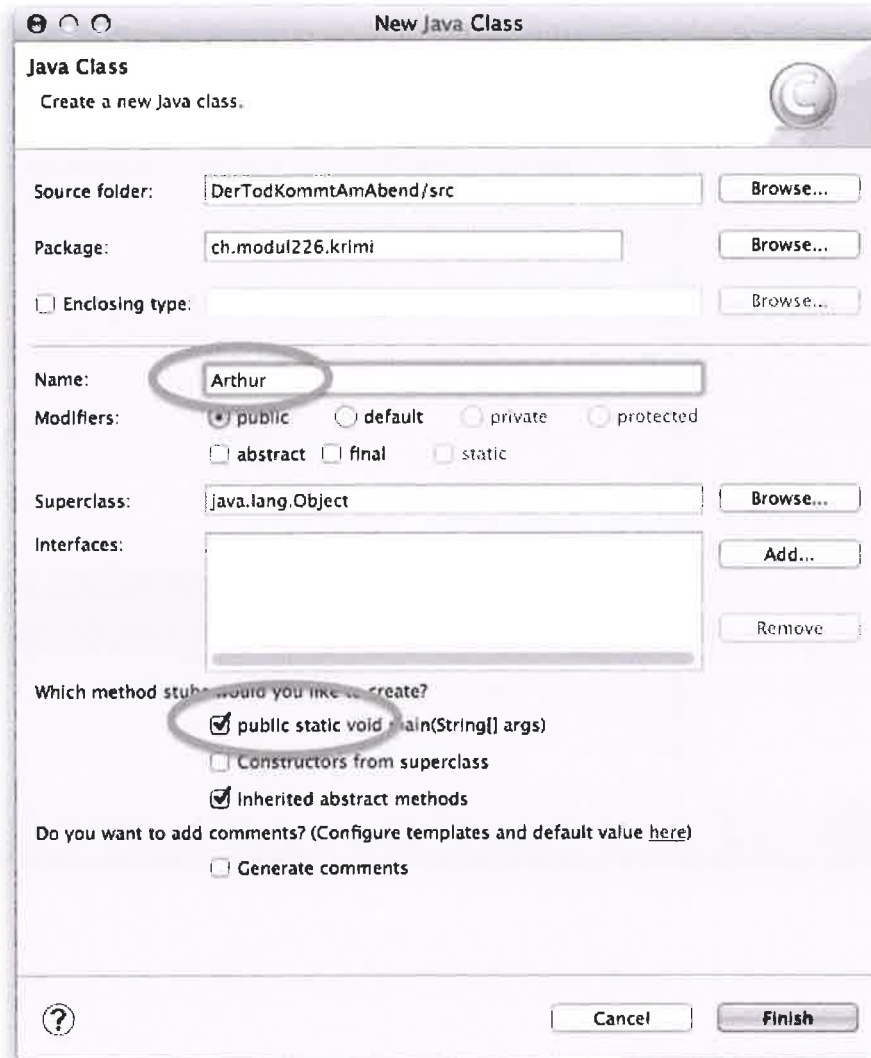 New Java Class
Java Class
Create a new Java class.
Source folder: DerTodKommtAmAbend/src Browse...
Package: ch.modul226.krimi Browse...
Enclosing type: Browse...
Name: Arthur
Modifiers: public default private protected
abstract final static
Superclass: java.lang.Object Browse...
Interfaces: Add...
Remove
Which method stubs would you like to create?
public static void main(String[] args)
Constructors from superclass
Inherited abstract methods
Do you want to add comments? (Configure templates and default value here)
Generate comments
? Cancel Finish